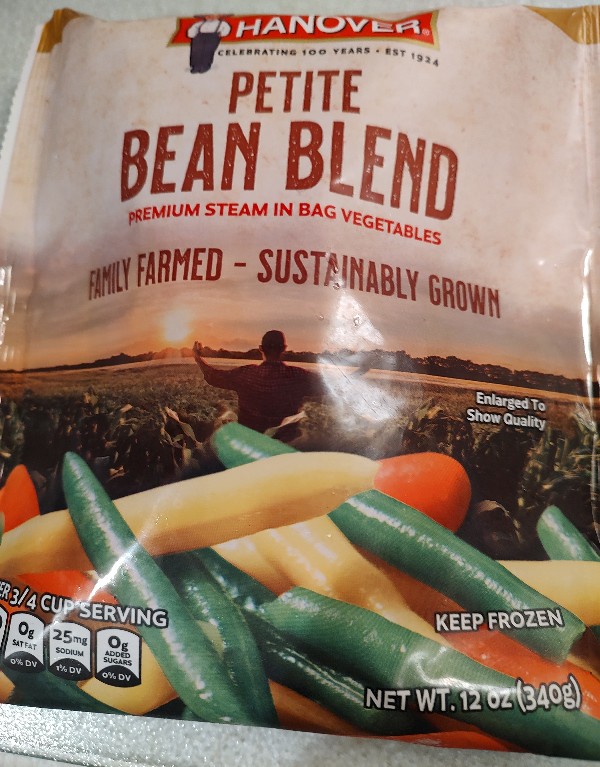 HANOVER®
CELEBRATING 100 YEARS • EST 1924
PETITE
BEAN BLEND
PREMIUM STEAM IN BAG VEGETABLES
FAMILY FARMED - SUSTAINABLY GROWN
Enlarged To
Show Quality
3/4 CUP SERVING
0g
SAT FAT
0% DV
25mg
SODIUM
1% DV
0g
ADDED
SUGARS
0% DV
KEEP FROZEN
NET WT. 12 OZ (340g)